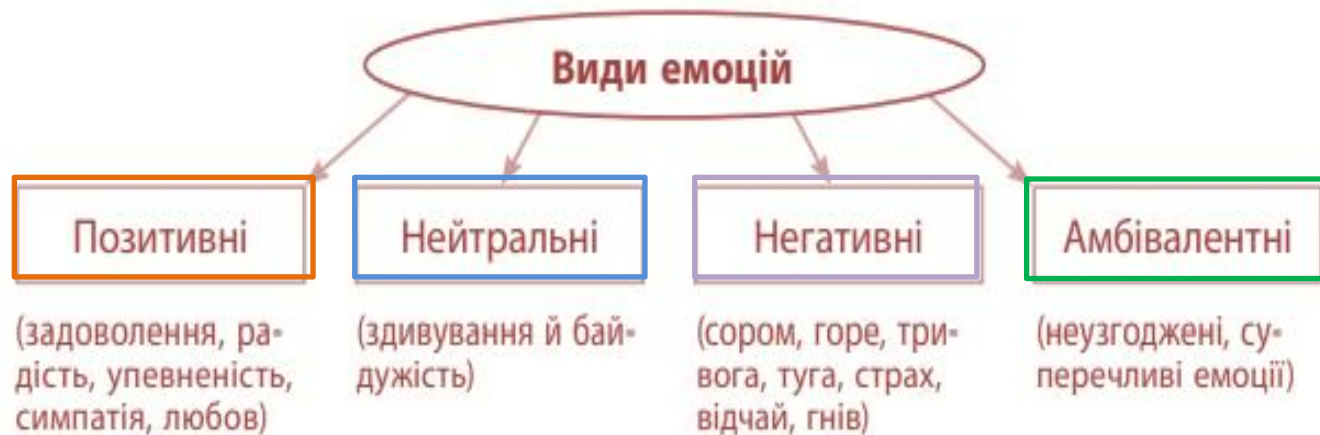 Види емоцій
Позитивні
(задоволення, ра-
дість, упевненість,
симпатія, любов)
Нейтральні
(здивування й бай-
дужість)
Негативні
(сором, горе, три-
вога, туга, страх,
відчай, гнів)
Амбівалентні
(неузгоджені, су-
перечливі емоції)